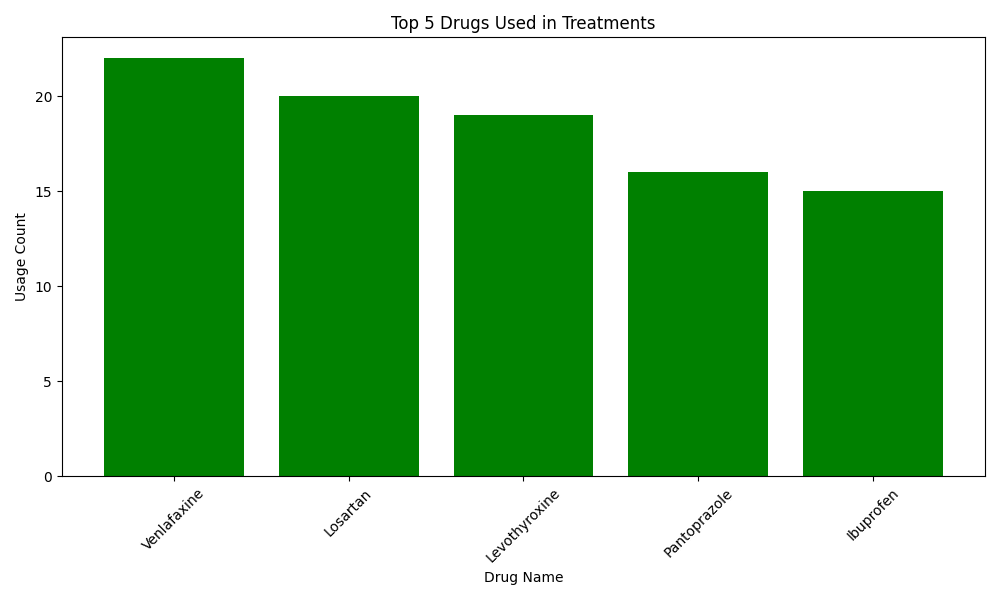 Top 5 Drugs Used in Treatments
Usage Count
20
15
10
5
0
Venlafaxine
Losartan
Levothyroxine
Pantoprazole
Ibuprofen
Drug Name